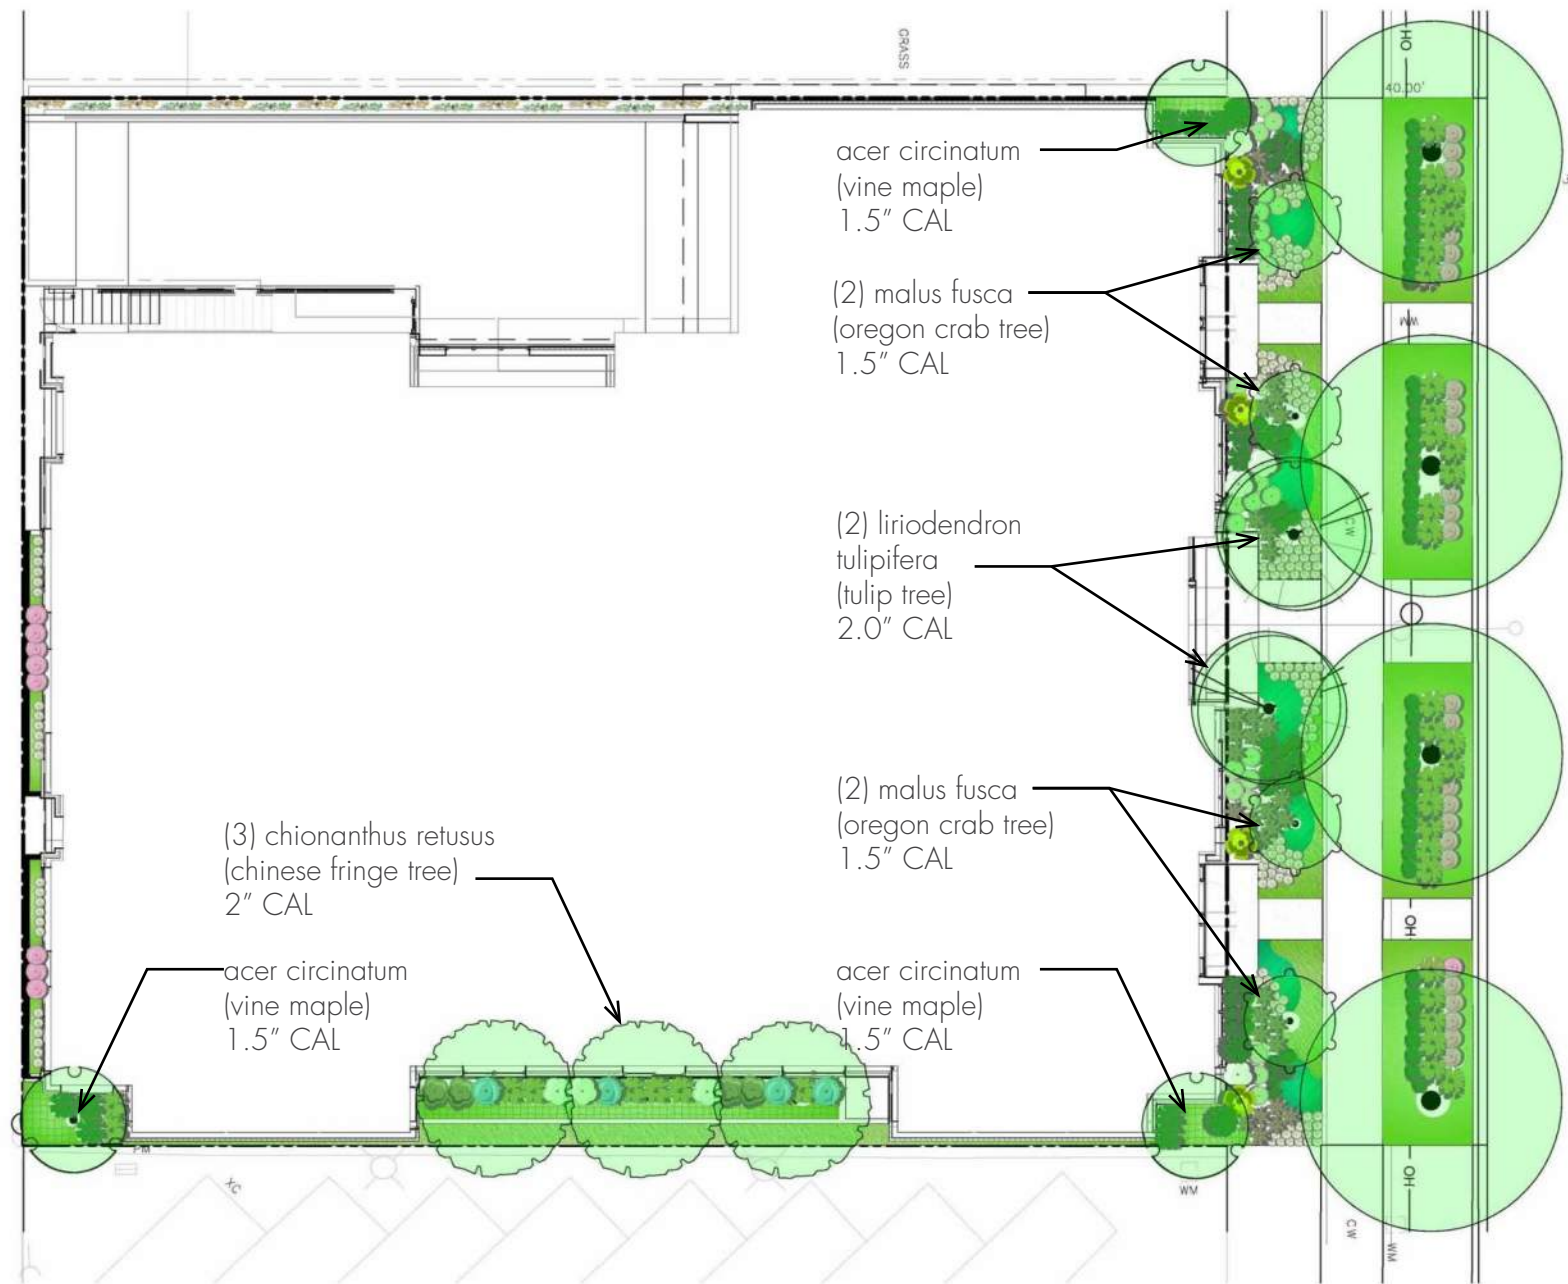 GRASS
HO
40.00'
acer circinatum
(vine maple)
1.5" CAL
(2) malus fusca
(oregon crab tree)
1.5" CAL
WM
(2) liriodendron
tulipifera
(tulip tree)
2.0" CAL
CW
(2) malus fusca
(oregon crab tree)
1.5" CAL
(3) chionanthus retusus
(chinese fringe tree)
2" CAL
OH
acer circinatum
(vine maple)
1.5" CAL
acer circinatum
(vine maple)
1.5" CAL
PM
XC
WM
OH
CW
WM